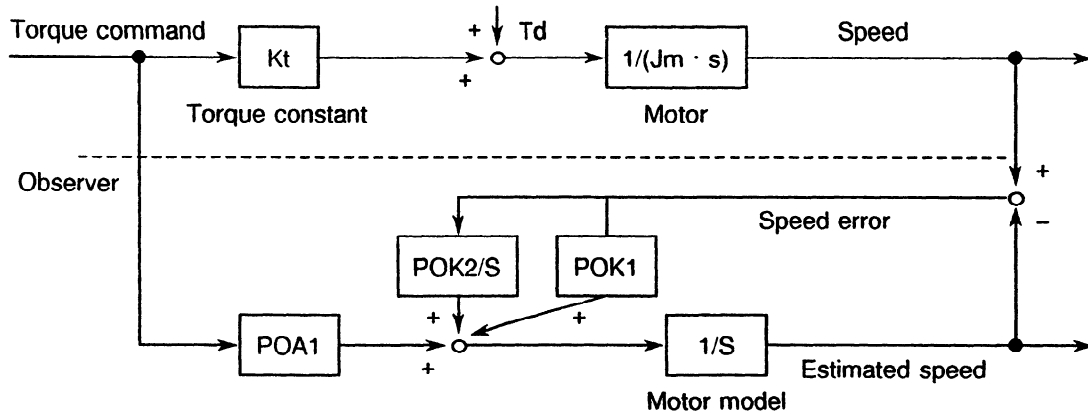 Torque command
Kt
+
+
Td
1/(Jm · s)
Speed
Torque constant
Motor
Observer
+
Speed error
−
POK2/S
POK1
+
+
POA1
+
1/S
Estimated speed
Motor model